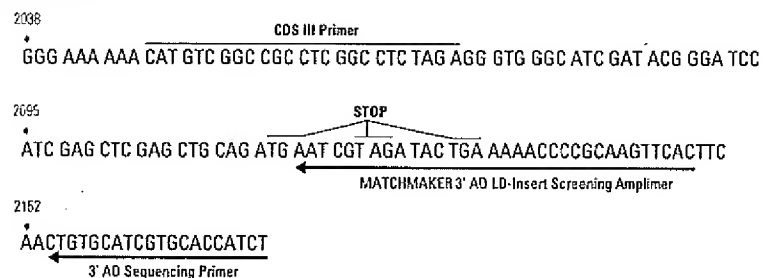 2038
CDS III Primer
GGG AAA AAA CAT GTC GGC CGC CTC GGC CTC TAG AGG GTG GGC ATC GAT ACG GGA TCC
2095
STOP
ATC GAG CTC GAG CTG CAG ATG AAT CGT AGA TAC TGA AAAACCCCGCAAGTTCACTTC
MATCHMAKER 3' AD LD-Insert Screening Amplimer
2152
AACTGTGCATCGTGCACCATCT
3' AD Sequencing Primer